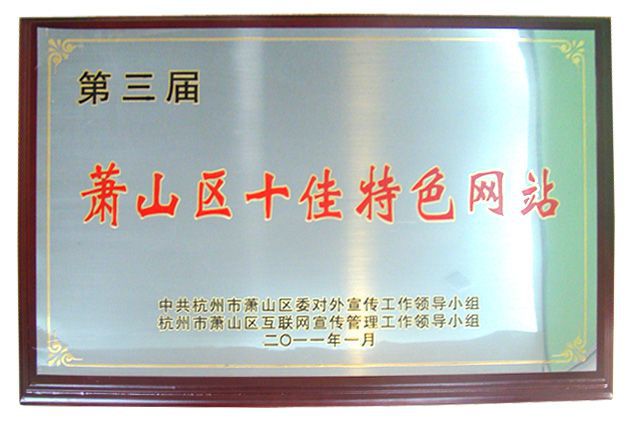 第三届
萧山区十佳特色网站
中共杭州市萧山区委对外宣传工作领导小组
杭州市萧山区互联网宣传管理工作领导小组
二〇一一年一月